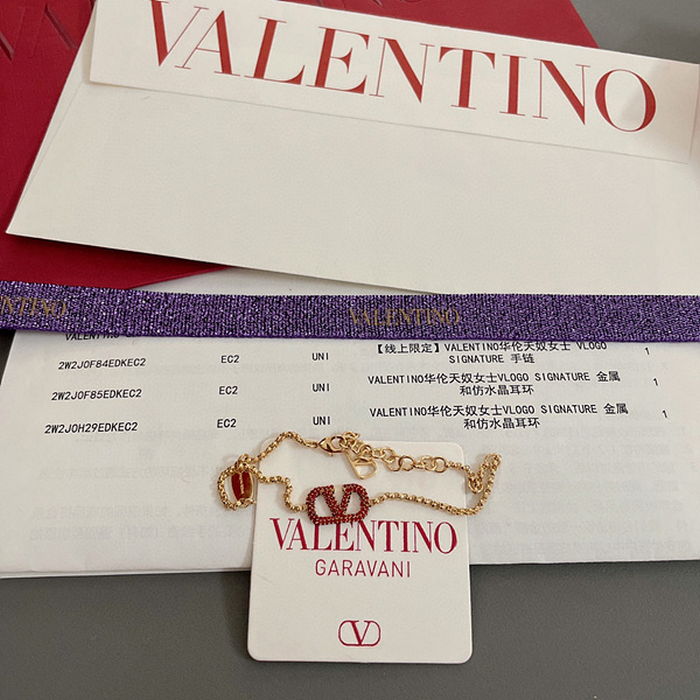 VALENTINO
VALENTINO
【线上限定】VALENTINO华伦天奴女士 VLOGO
2W2J0F84EDKEC2 EC2 UNI SIGNATURE 手链 1
VALENTINO华伦天奴女士VLOGO SIGNATURE 金属
2W2J0F85EDKEC2 EC2 UNI 和仿水晶耳环 1
VALENTINO华伦天奴女士VLOGO SIGNATURE 金属
2W2J0H29EDKEC2 EC2 UNI 和仿水晶耳环 1
VALENTINO
GARAVANI